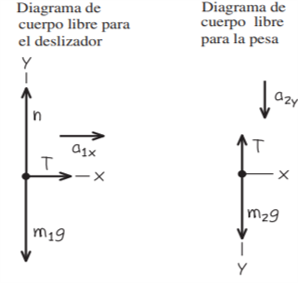 Diagrama de
cuerpo libre para
el deslizador
Y
n
a1x
T
X
m1g
Diagrama de
cuerpo libre
para la pesa
a2y
T
X
m2g
Y